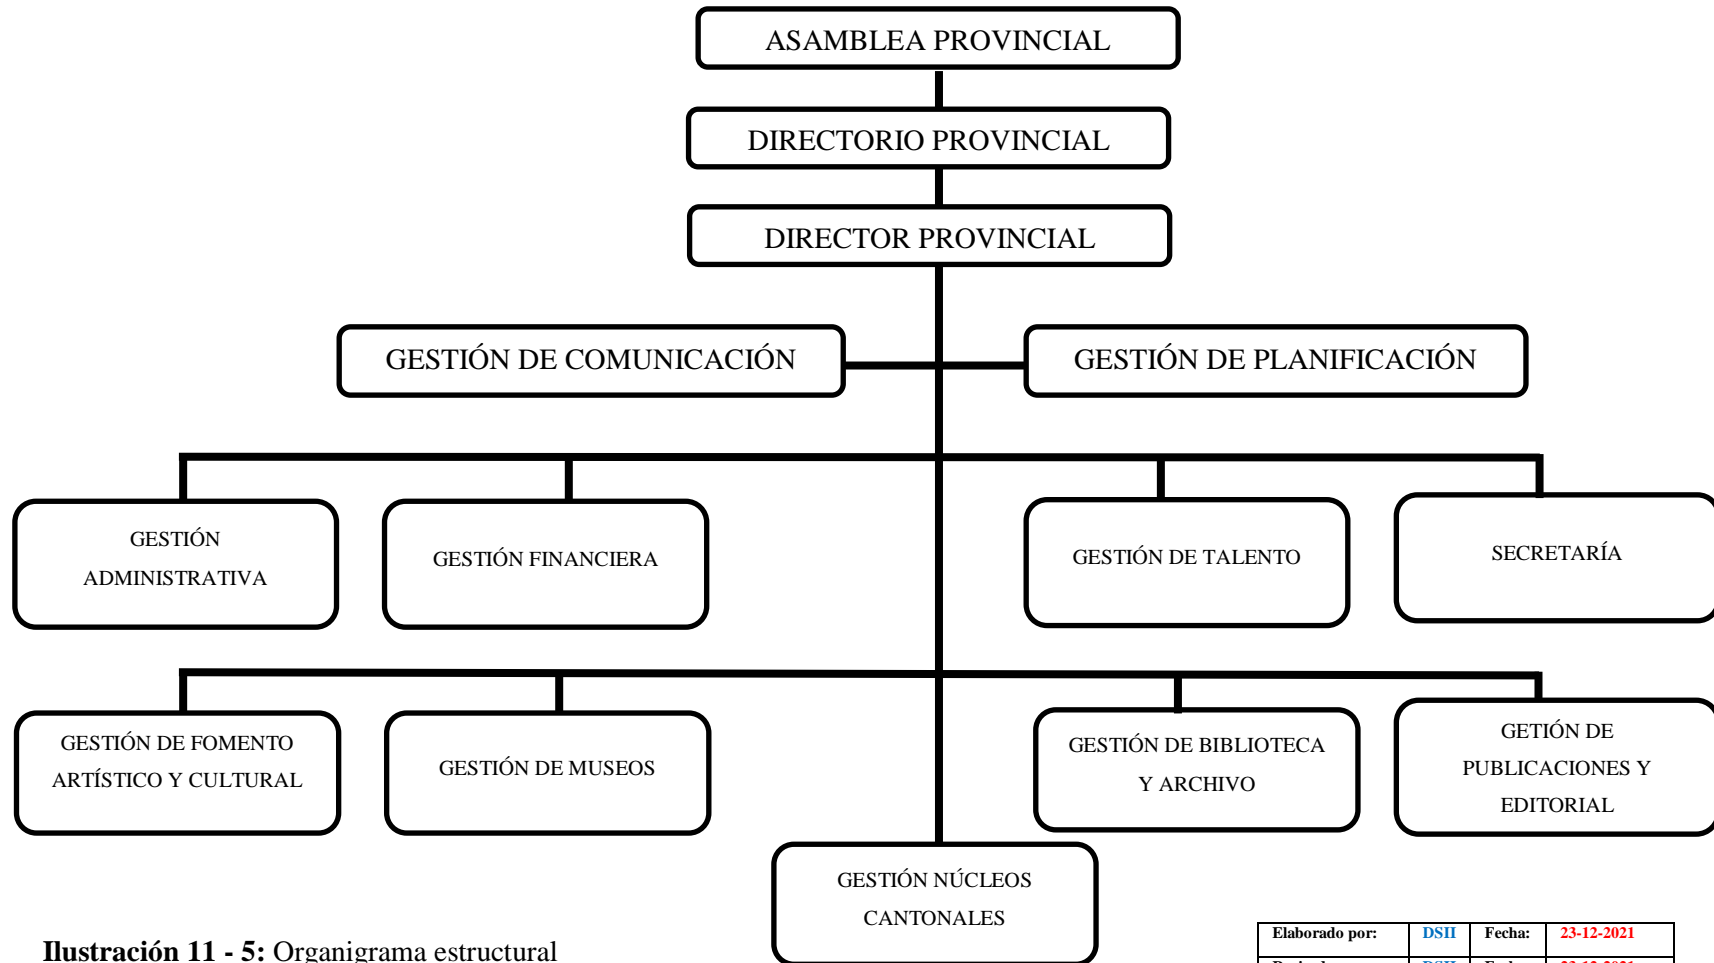 ASAMBLEA PROVINCIAL
DIRECTORIO PROVINCIAL
DIRECTOR PROVINCIAL
GESTIÓN DE COMUNICACIÓN
GESTIÓN DE PLANIFICACIÓN
GESTIÓN
ADMINISTRATIVA
GESTIÓN FINANCIERA
GESTIÓN DE TALENTO
SECRETARÍA
GESTIÓN DE FOMENTO
ARTÍSTICO Y CULTURAL
GESTIÓN DE MUSEOS
GESTIÓN DE BIBLIOTECA
Y ARCHIVO
GETIÓN DE
PUBLICACIONES Y
EDITORIAL
GESTIÓN NÚCLEOS
CANTONALES
Ilustración 11 - 5: Organigrama estructural
Elaborado por: DSII Fecha: 23-12-2021